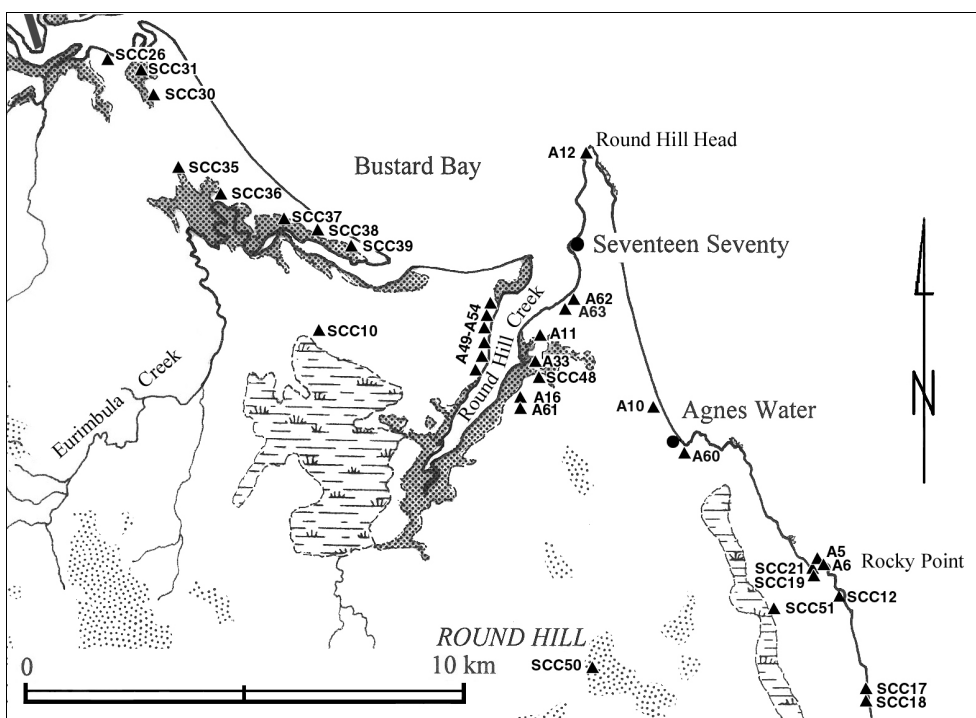 SCC26
SCC31
SCC30
A12
Round Hill Head
Bustard Bay
SCC35
SCC36
SCC37
SCC38
SCC39
Seventeen Seventy
A62
A63
SCC10
A49-A54
Round Hill Creek
A11
A33
SCC48
A16
A61
Eurimbula Creek
A10
Agnes Water
A60
N
A5
A6
Rocky Point
SCC21
SCC19
SCC12
SCC51
ROUND HILL
SCC50
0 10 km
SCC17
SCC18